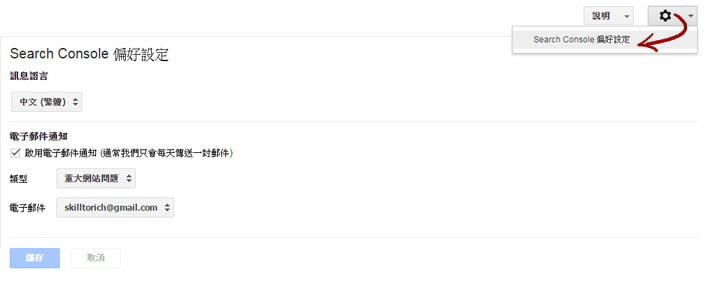 說明
Search Console 偏好設定
Search Console 偏好設定
訊息語言
中文 (繁體)
電子郵件通知
啟用電子郵件通知 (通常我們只會每天傳送一封郵件)
類型 重大網站問題
電子郵件 skilltorich@gmail.com
儲存 取消